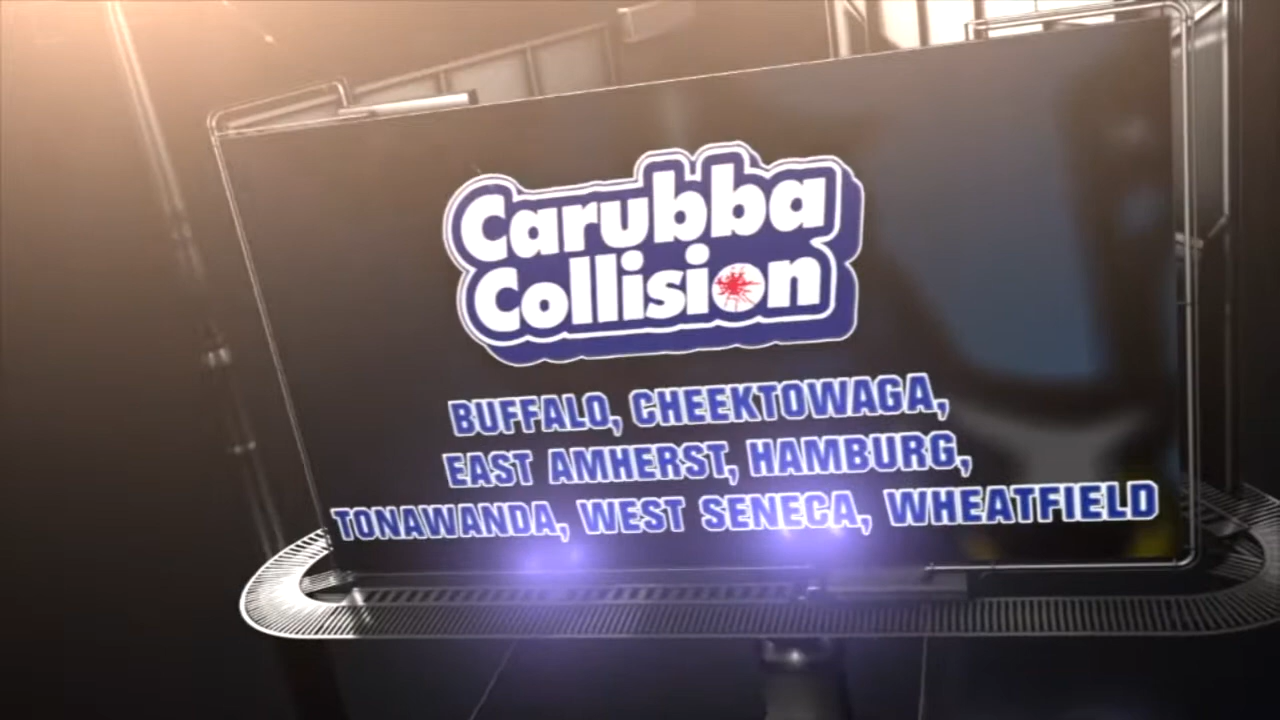 Carubba
Collision
BUFFALO, CHEEKTOWAGA,
EAST AMHERST, HAMBURG,
TONAWANDA, WEST SENECA, WHEATFIELD